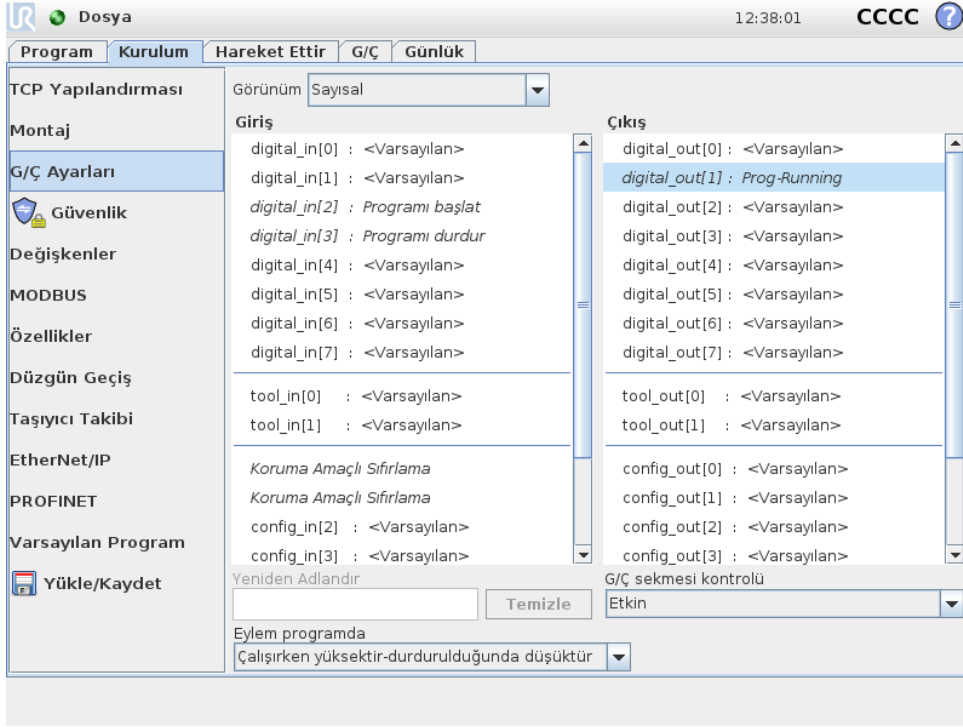 UR Dosya 12:38:01 CCCC ?
Program Kurulum Hareket Ettir G/Ç Günlük
TCP Yapılandırması
Montaj
G/Ç Ayarları
Güvenlik
Değişkenler
MODBUS
Özellikler
Düzgün Geçiş
Taşıyıcı Takibi
EtherNet/IP
PROFINET
Varsayılan Program
Yükle/Kaydet
Görünüm Sayısal
Giriş
digital_in[0] : <Varsayılan>
digital_in[1] : <Varsayılan>
digital_in[2] : Programı başlat
digital_in[3] : Programı durdur
digital_in[4] : <Varsayılan>
digital_in[5] : <Varsayılan>
digital_in[6] : <Varsayılan>
digital_in[7] : <Varsayılan>
tool_in[0] : <Varsayılan>
tool_in[1] : <Varsayılan>
Koruma Amaçlı Sıfırlama
Koruma Amaçlı Sıfırlama
config_in[2] : <Varsayılan>
config_in[3] : <Varsayılan>
Çıkış
digital_out[0] : <Varsayılan>
digital_out[1] : Prog-Running
digital_out[2] : <Varsayılan>
digital_out[3] : <Varsayılan>
digital_out[4] : <Varsayılan>
digital_out[5] : <Varsayılan>
digital_out[6] : <Varsayılan>
digital_out[7] : <Varsayılan>
tool_out[0] : <Varsayılan>
tool_out[1] : <Varsayılan>
config_out[0] : <Varsayılan>
config_out[1] : <Varsayılan>
config_out[2] : <Varsayılan>
config_out[3] : <Varsayılan>
Yeniden Adlandır
Temizle
G/Ç sekmesi kontrolü
Etkin
Eylem programda
Çalışırken yüksektir-durdurulduğunda düşüktür